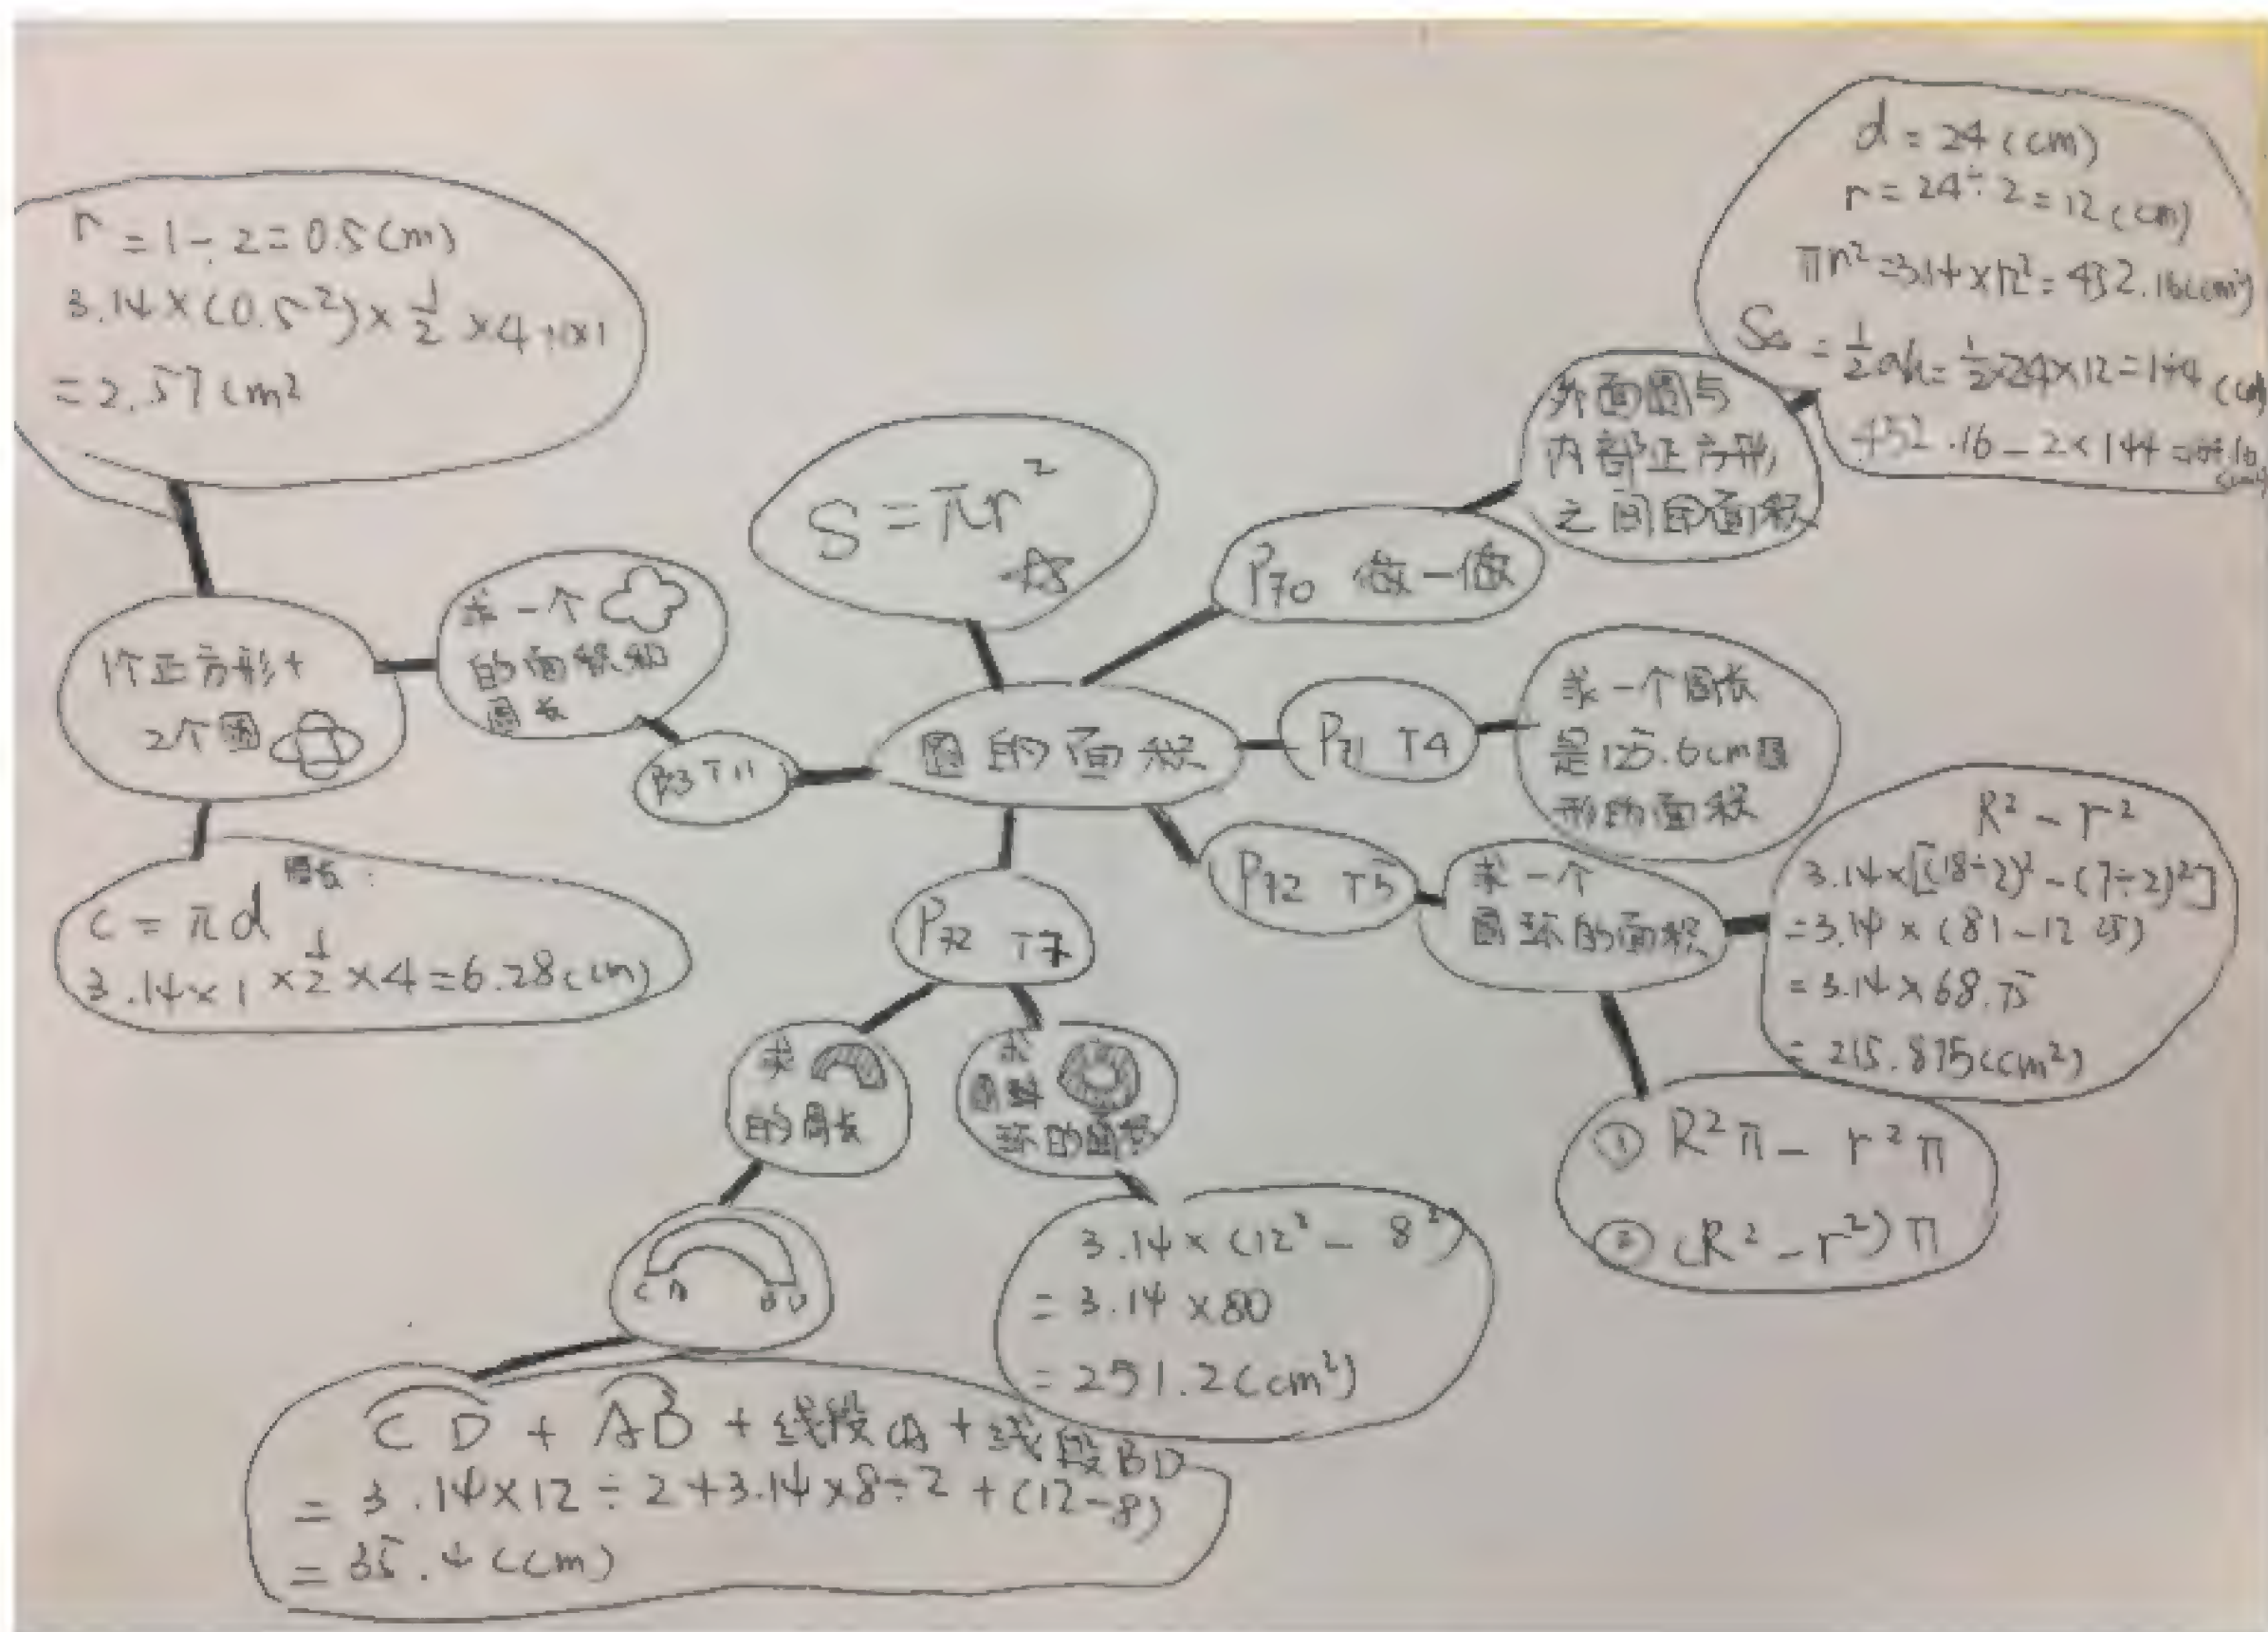 r = 1 ÷ 2 = 0.5 (m)
3.14 × (0.5²) × 1/2 × 4 + 1×1
= 2.57 (m²
1个正方形 +
2个圆
求一个
的面积和
周长
P73 T11
周长:
C = πd
3.14 × 1 × 1/2 × 4 = 6.28 (m)
S = πr²
圆的面积
P70 做一做
外面圆与
内部正方形
之间的面积
d = 24 (cm)
r = 24 ÷ 2 = 12 (cm)
πr² = 3.14 × 12² = 452.16 (cm²)
= 1/2 ah = 1/2 × 24 × 12 = 144
452.16 - 2 × 144 =
P71 T4
求一个周长
是 125.6cm 圆
形的面积
P72 T5
求一个
圆环的面积
R² - r²
3.14 × [(18÷2)² - (7÷2)²]
= 3.14 × (81 - 12.25)
= 3.14 × 68.75
= 215.875 (cm²)
① R²π - r²π
② (R² - r²) π
P72 T7
求
的周长
C A B D
CD + AB + 线段CA + 线段BD
= 3.14 × 12 ÷ 2 + 3.14 × 8 ÷ 2 + (12 - 8)
= 35.4 (cm)
求
圆
环的面积
3.14 × (12² - 8²)
= 3.14 × 80
= 251.2 (cm²)